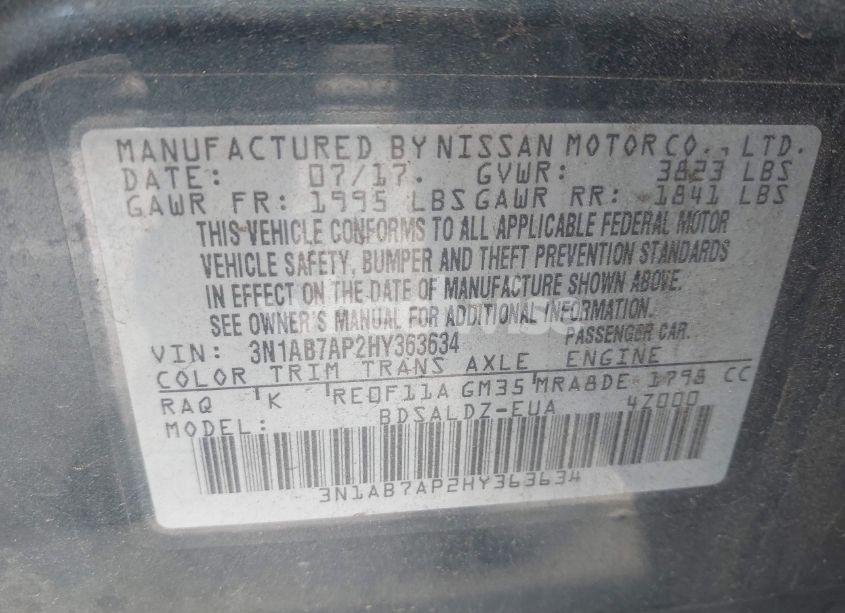 MANUFACTURED BY NISSAN MOTOR CO., LTD.
DATE: 07/17. GVWR: 3823 LBS
GAWR FR: 1995 LBS GAWR RR: 1841 LBS
THIS VEHICLE CONFORMS TO ALL APPLICABLE FEDERAL MOTOR
VEHICLE SAFETY, BUMPER AND THEFT PREVENTION STANDARDS
IN EFFECT ON THE DATE OF MANUFACTURE SHOWN ABOVE.
SEE OWNER'S MANUAL FOR ADDITIONAL INFORMATION.
VIN: 3N1AB7AP2HY363634 PASSENGER CAR.
COLOR TRIM TRANS AXLE ENGINE
RAQ K RE0F11A GM35 MRA8DE 1798 CC
MODEL: BDSALDZ-EUA 47000
3N1AB7AP2HY363634